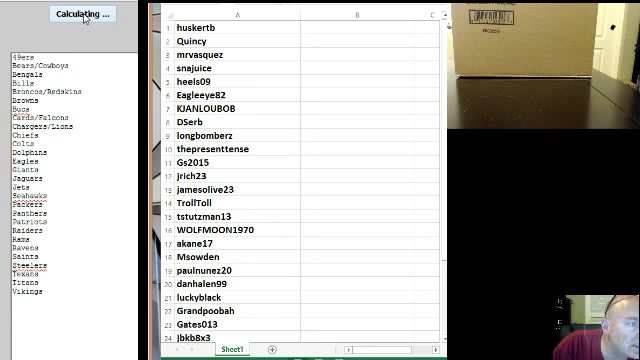 Calculating ...
49ers
Bears/Cowboys
Bengals
Bills
Broncos/Redskins
Browns
Bucs
Cards/Falcons
Chargers/Lions
Chiefs
Colts
Dolphins
Eagles
Giants
Jaguars
Jets
Seahawks
Packers
Panthers
Patriots
Raiders
Rams
Ravens
Saints
Steelers
Texans
Titans
Vikings
A B C
1 huskertb
2 Quincy
3 mrvasquez
4 snajuice
5 heels09
6 Eagleeye82
7 KJANLOUBOB
8 DSerb
9 longbomberz
10 thepresenttense
11 Gs2015
12 jrich23
13 jamesolive23
14 TrollToll
15 tstutzman13
16 WOLFMOON1970
17 akane17
18 Msowden
19 paulnunez20
20 danhalen99
21 luckyblack
22 Grandpoobah
23 Gates013
24 jbkb8x3
Sheet1